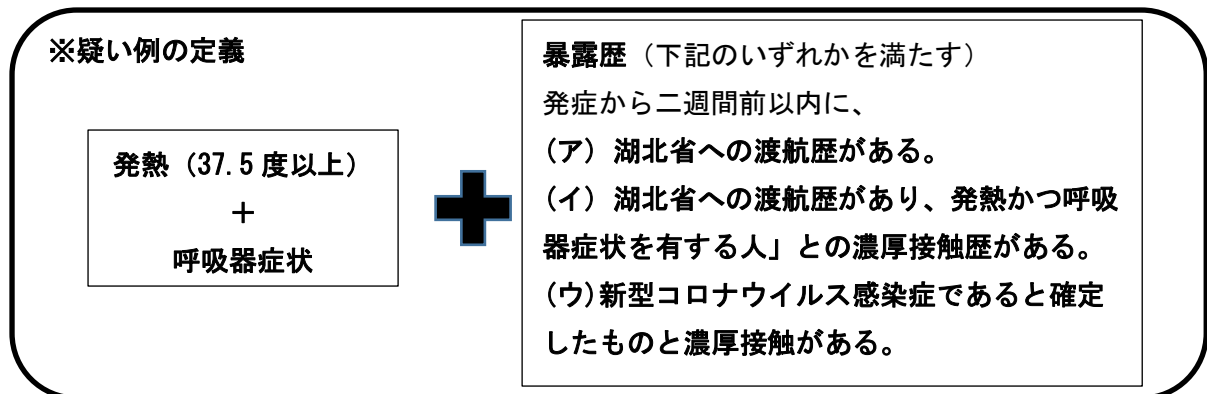 ※疑い例の定義
発熱（37.5度以上）
＋
呼吸器症状
暴露歴（下記のいずれかを満たす）
発症から二週間前以内に、
(ア) 湖北省への渡航歴がある。
(イ) 湖北省への渡航歴があり、発熱かつ呼吸
器症状を有する人」との濃厚接触歴がある。
(ウ)新型コロナウイルス感染症であると確定
したものと濃厚接触がある。